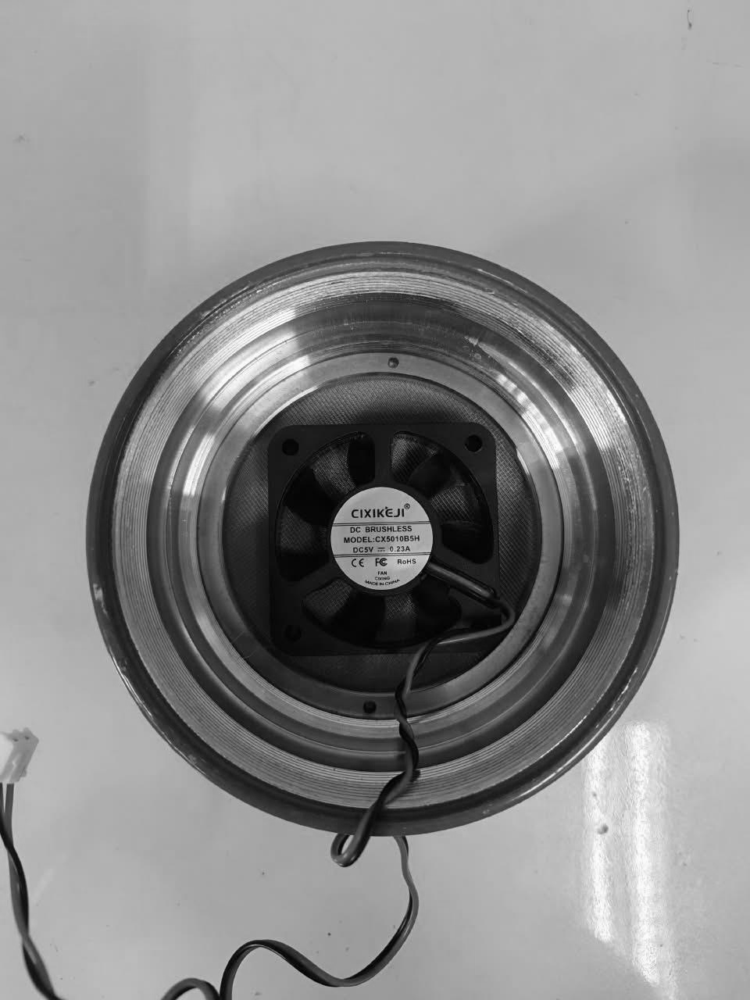 CIXIKEJI®
DC BRUSHLESS
MODEL:CX5010B5H
DC5V ⎓ 0.23A
CE FC RoHS
FAN
CIXING
MADE IN CHINA